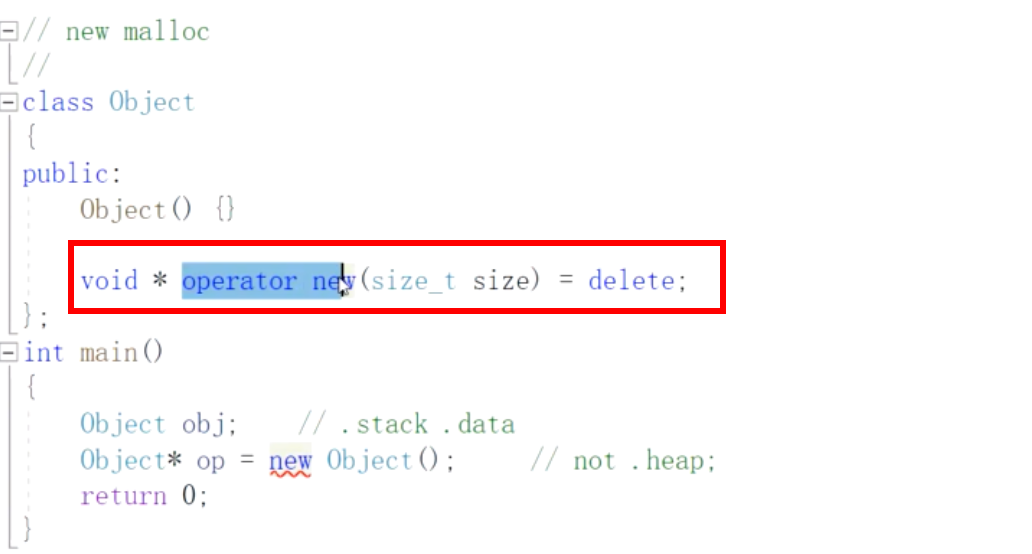 // new malloc
//
class Object
{
public:
    Object() {}
    void * operator new(size_t size) = delete;
};
int main()
{
    Object obj;    // .stack .data
    Object* op = new Object();    // not .heap;
    return 0;
}